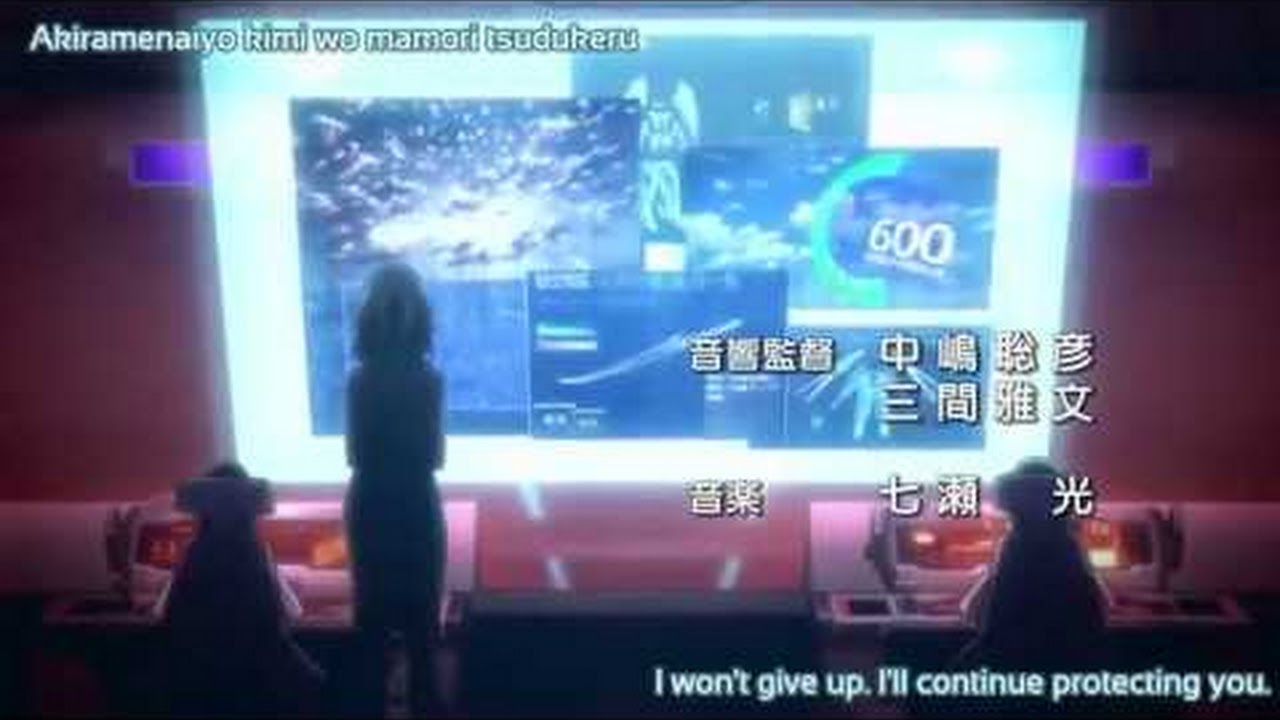 Akiramenaiyo kimi wo mamori tsudukeru
600
音響監督 中嶋聡彦
三間雅文
音楽 七瀬 光
I won't give up. I'll continue protecting you.